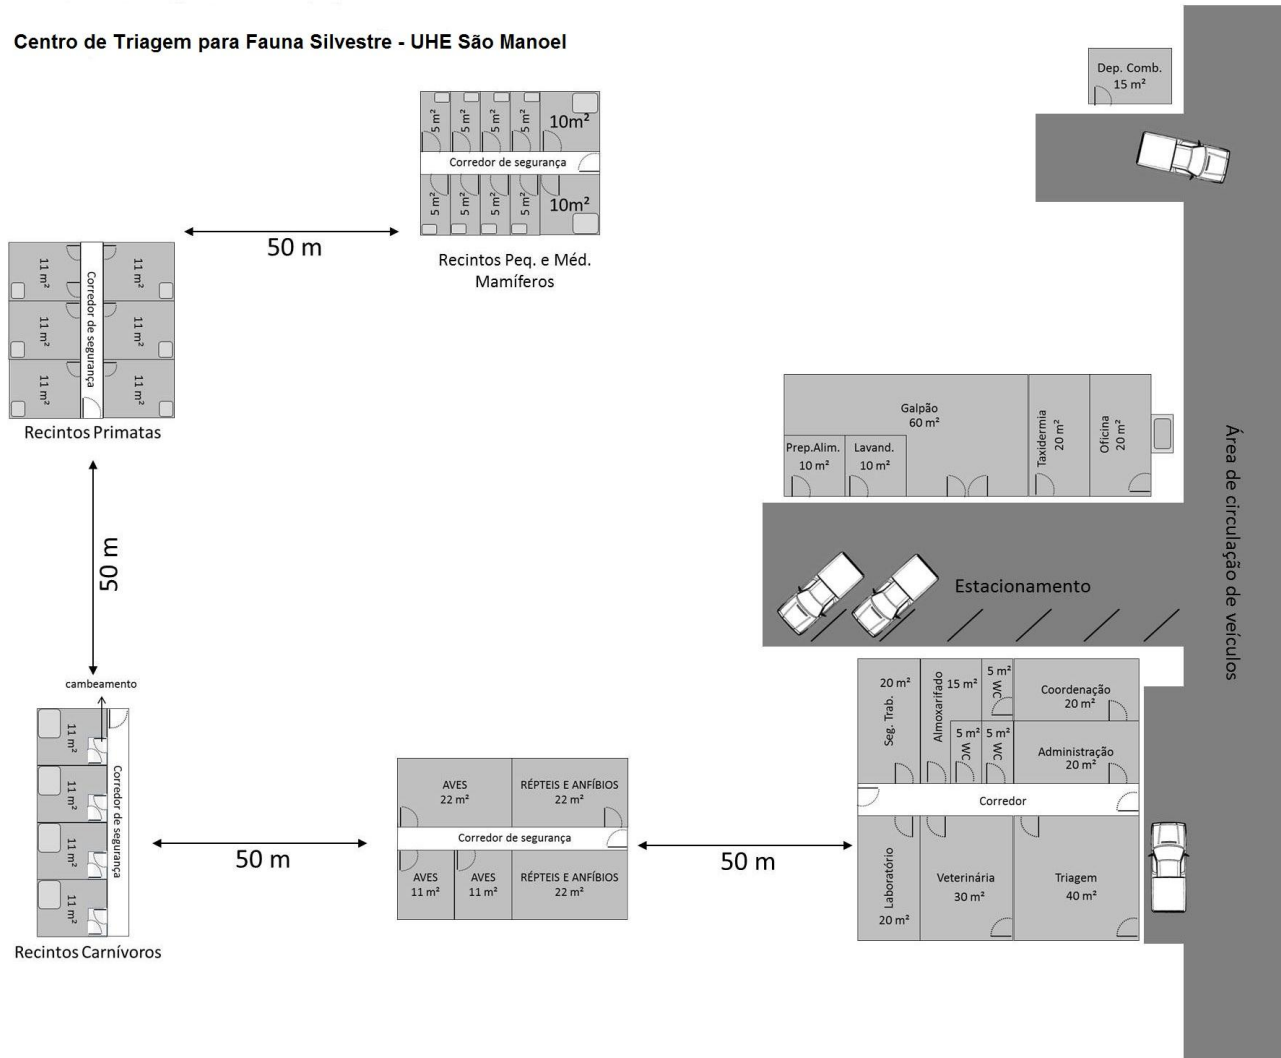 Centro de Triagem para Fauna Silvestre - UHE São Manoel
Dep. Comb.
15 m²
5 m²
5 m²
5 m²
5 m²
10m²
Corredor de segurança
5 m²
5 m²
5 m²
5 m²
10m²
Recintos Peq. e Méd.
Mamíferos
50 m
11 m²
11 m²
11 m²
Corredor de segurança
11 m²
11 m²
11 m²
Recintos Primatas
50 m
Galpão
60 m²
Prep.Alim.
10 m²
Lavand.
10 m²
Taxidermia
20 m²
Oficina
20 m²
Área de circulação de veículos
Estacionamento
cambeamento
11 m²
11 m²
11 m²
11 m²
Corredor de segurança
Recintos Carnívoros
50 m
AVES
22 m²
RÉPTEIS E ANFÍBIOS
22 m²
Corredor de segurança
AVES
11 m²
AVES
11 m²
RÉPTEIS E ANFÍBIOS
22 m²
50 m
20 m²
Seg. Trab.
Almoxarifado
15 m²
5 m²
WC
5 m²
WC
5 m²
WC
Coordenação
20 m²
Administração
20 m²
Corredor
Laboratório
20 m²
Veterinária
30 m²
Triagem
40 m²